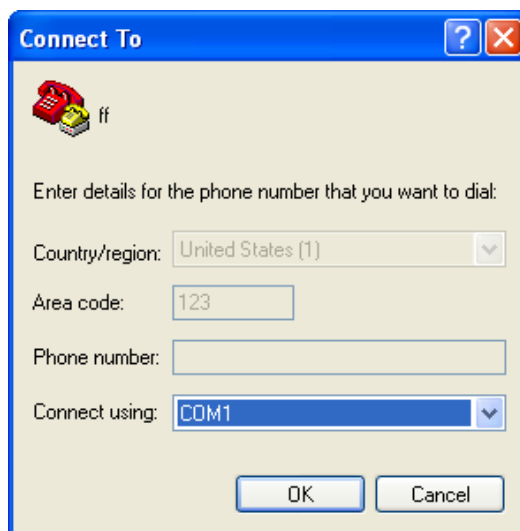 Connect To
ff
Enter details for the phone number that you want to dial:
Country/region: United States (1)
Area code: 123
Phone number:
Connect using: COM1
OK Cancel